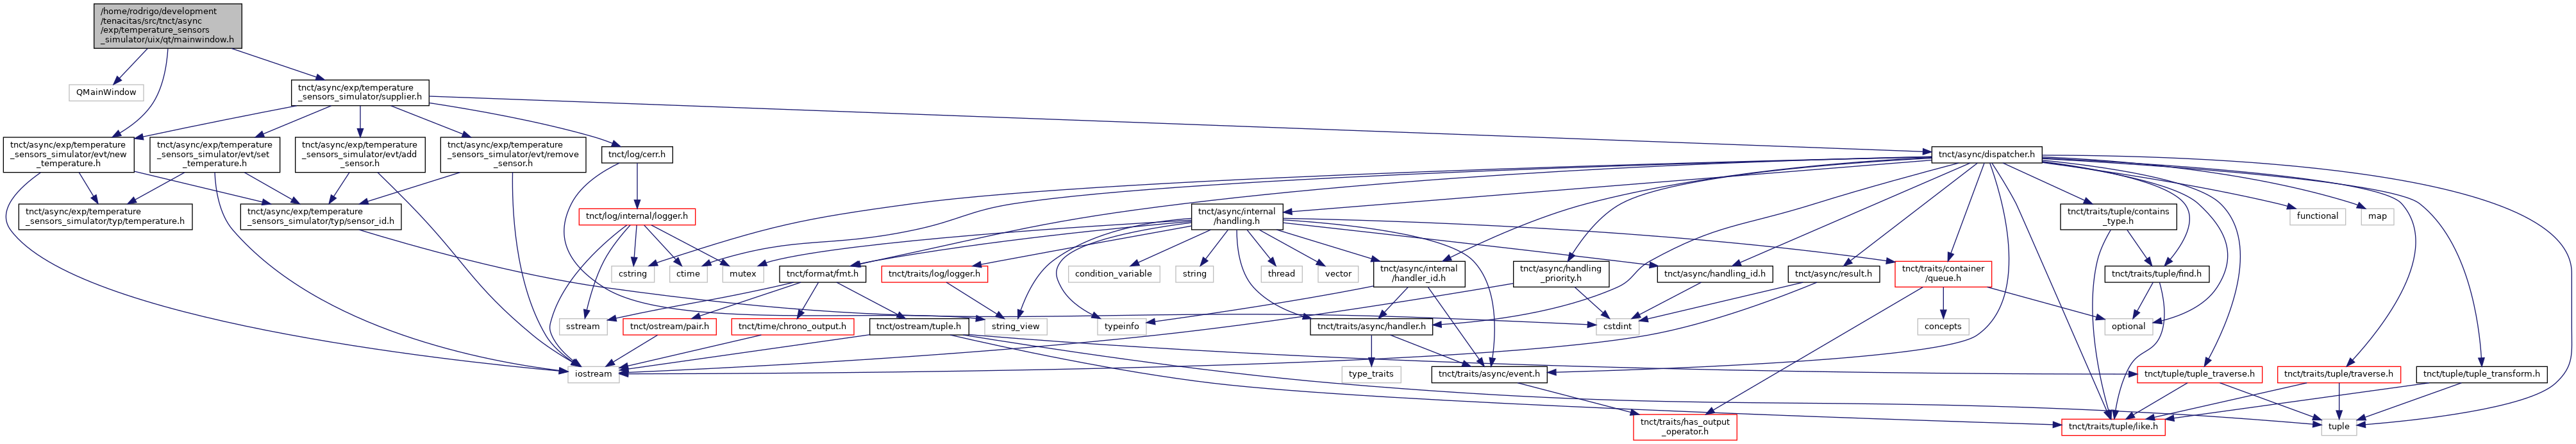 /home/rodrigo/development
/tenacitas/src/tnct/async
/exp/temperature_sensors
_simulator/uix/qt/mainwindow.h
QMainWindow
tnct/async/exp/temperature
_sensors_simulator/supplier.h
tnct/async/exp/temperature
_sensors_simulator/evt/new
_temperature.h
tnct/async/exp/temperature
_sensors_simulator/evt/set
_temperature.h
tnct/async/exp/temperature
_sensors_simulator/evt/add
_sensor.h
tnct/async/exp/temperature
_sensors_simulator/evt/remove
_sensor.h
tnct/log/cerr.h
tnct/async/dispatcher.h
tnct/async/exp/temperature
_sensors_simulator/typ/temperature.h
tnct/async/exp/temperature
_sensors_simulator/typ/sensor_id.h
tnct/log/internal/logger.h
tnct/async/internal
/handling.h
tnct/traits/tuple/contains
_type.h
functional
map
cstring
ctime
mutex
tnct/format/fmt.h
tnct/traits/log/logger.h
condition_variable
string
thread
vector
tnct/async/internal
/handler_id.h
tnct/async/handling
_priority.h
tnct/async/handling_id.h
tnct/async/result.h
tnct/traits/container
/queue.h
tnct/traits/tuple/find.h
sstream
tnct/ostream/pair.h
tnct/time/chrono_output.h
tnct/ostream/tuple.h
string_view
typeinfo
tnct/traits/async/handler.h
cstdint
concepts
optional
iostream
type_traits
tnct/traits/async/event.h
tnct/tuple/tuple_traverse.h
tnct/traits/tuple/traverse.h
tnct/tuple/tuple_transform.h
tnct/traits/has_output
_operator.h
tnct/traits/tuple/like.h
tuple